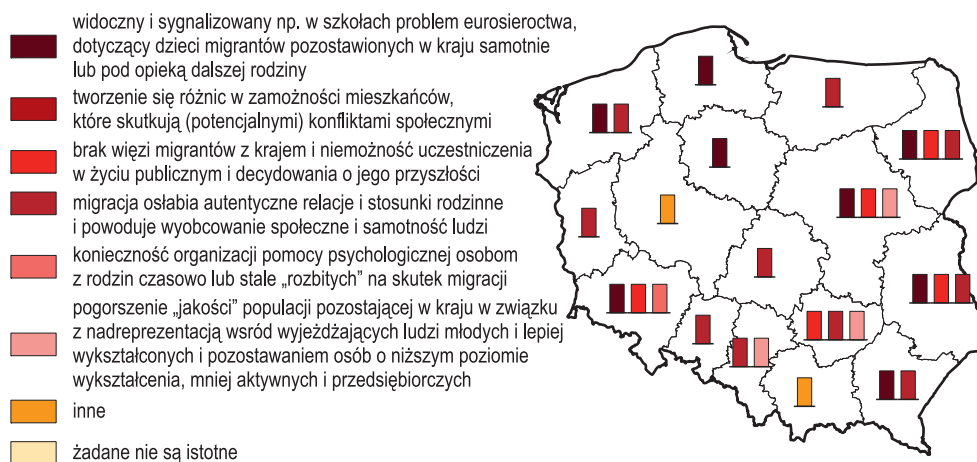 widoczny i sygnalizowany np. w szkołach problem eurosieroctwa,
dotyczący dzieci migrantów pozostawionych w kraju samotnie
lub pod opieką dalszej rodziny
tworzenie się różnic w zamożności mieszkańców,
które skutkują (potencjalnymi) konfliktami społecznymi
brak więzi migrantów z krajem i niemożność uczestniczenia
w życiu publicznym i decydowania o jego przyszłości
migracja osłabia autentyczne relacje i stosunki rodzinne
i powoduje wyobcowanie społeczne i samotność ludzi
konieczność organizacji pomocy psychologicznej osobom
z rodzin czasowo lub stale „rozbitych” na skutek migracji
pogorszenie „jakości” populacji pozostającej w kraju w związku
z nadreprezentacją wsród wyjeżdżających ludzi młodych i lepiej
wykształconych i pozostawaniem osób o niższym poziomie
wykształcenia, mniej aktywnych i przedsiębiorczych
inne
żadane nie są istotne